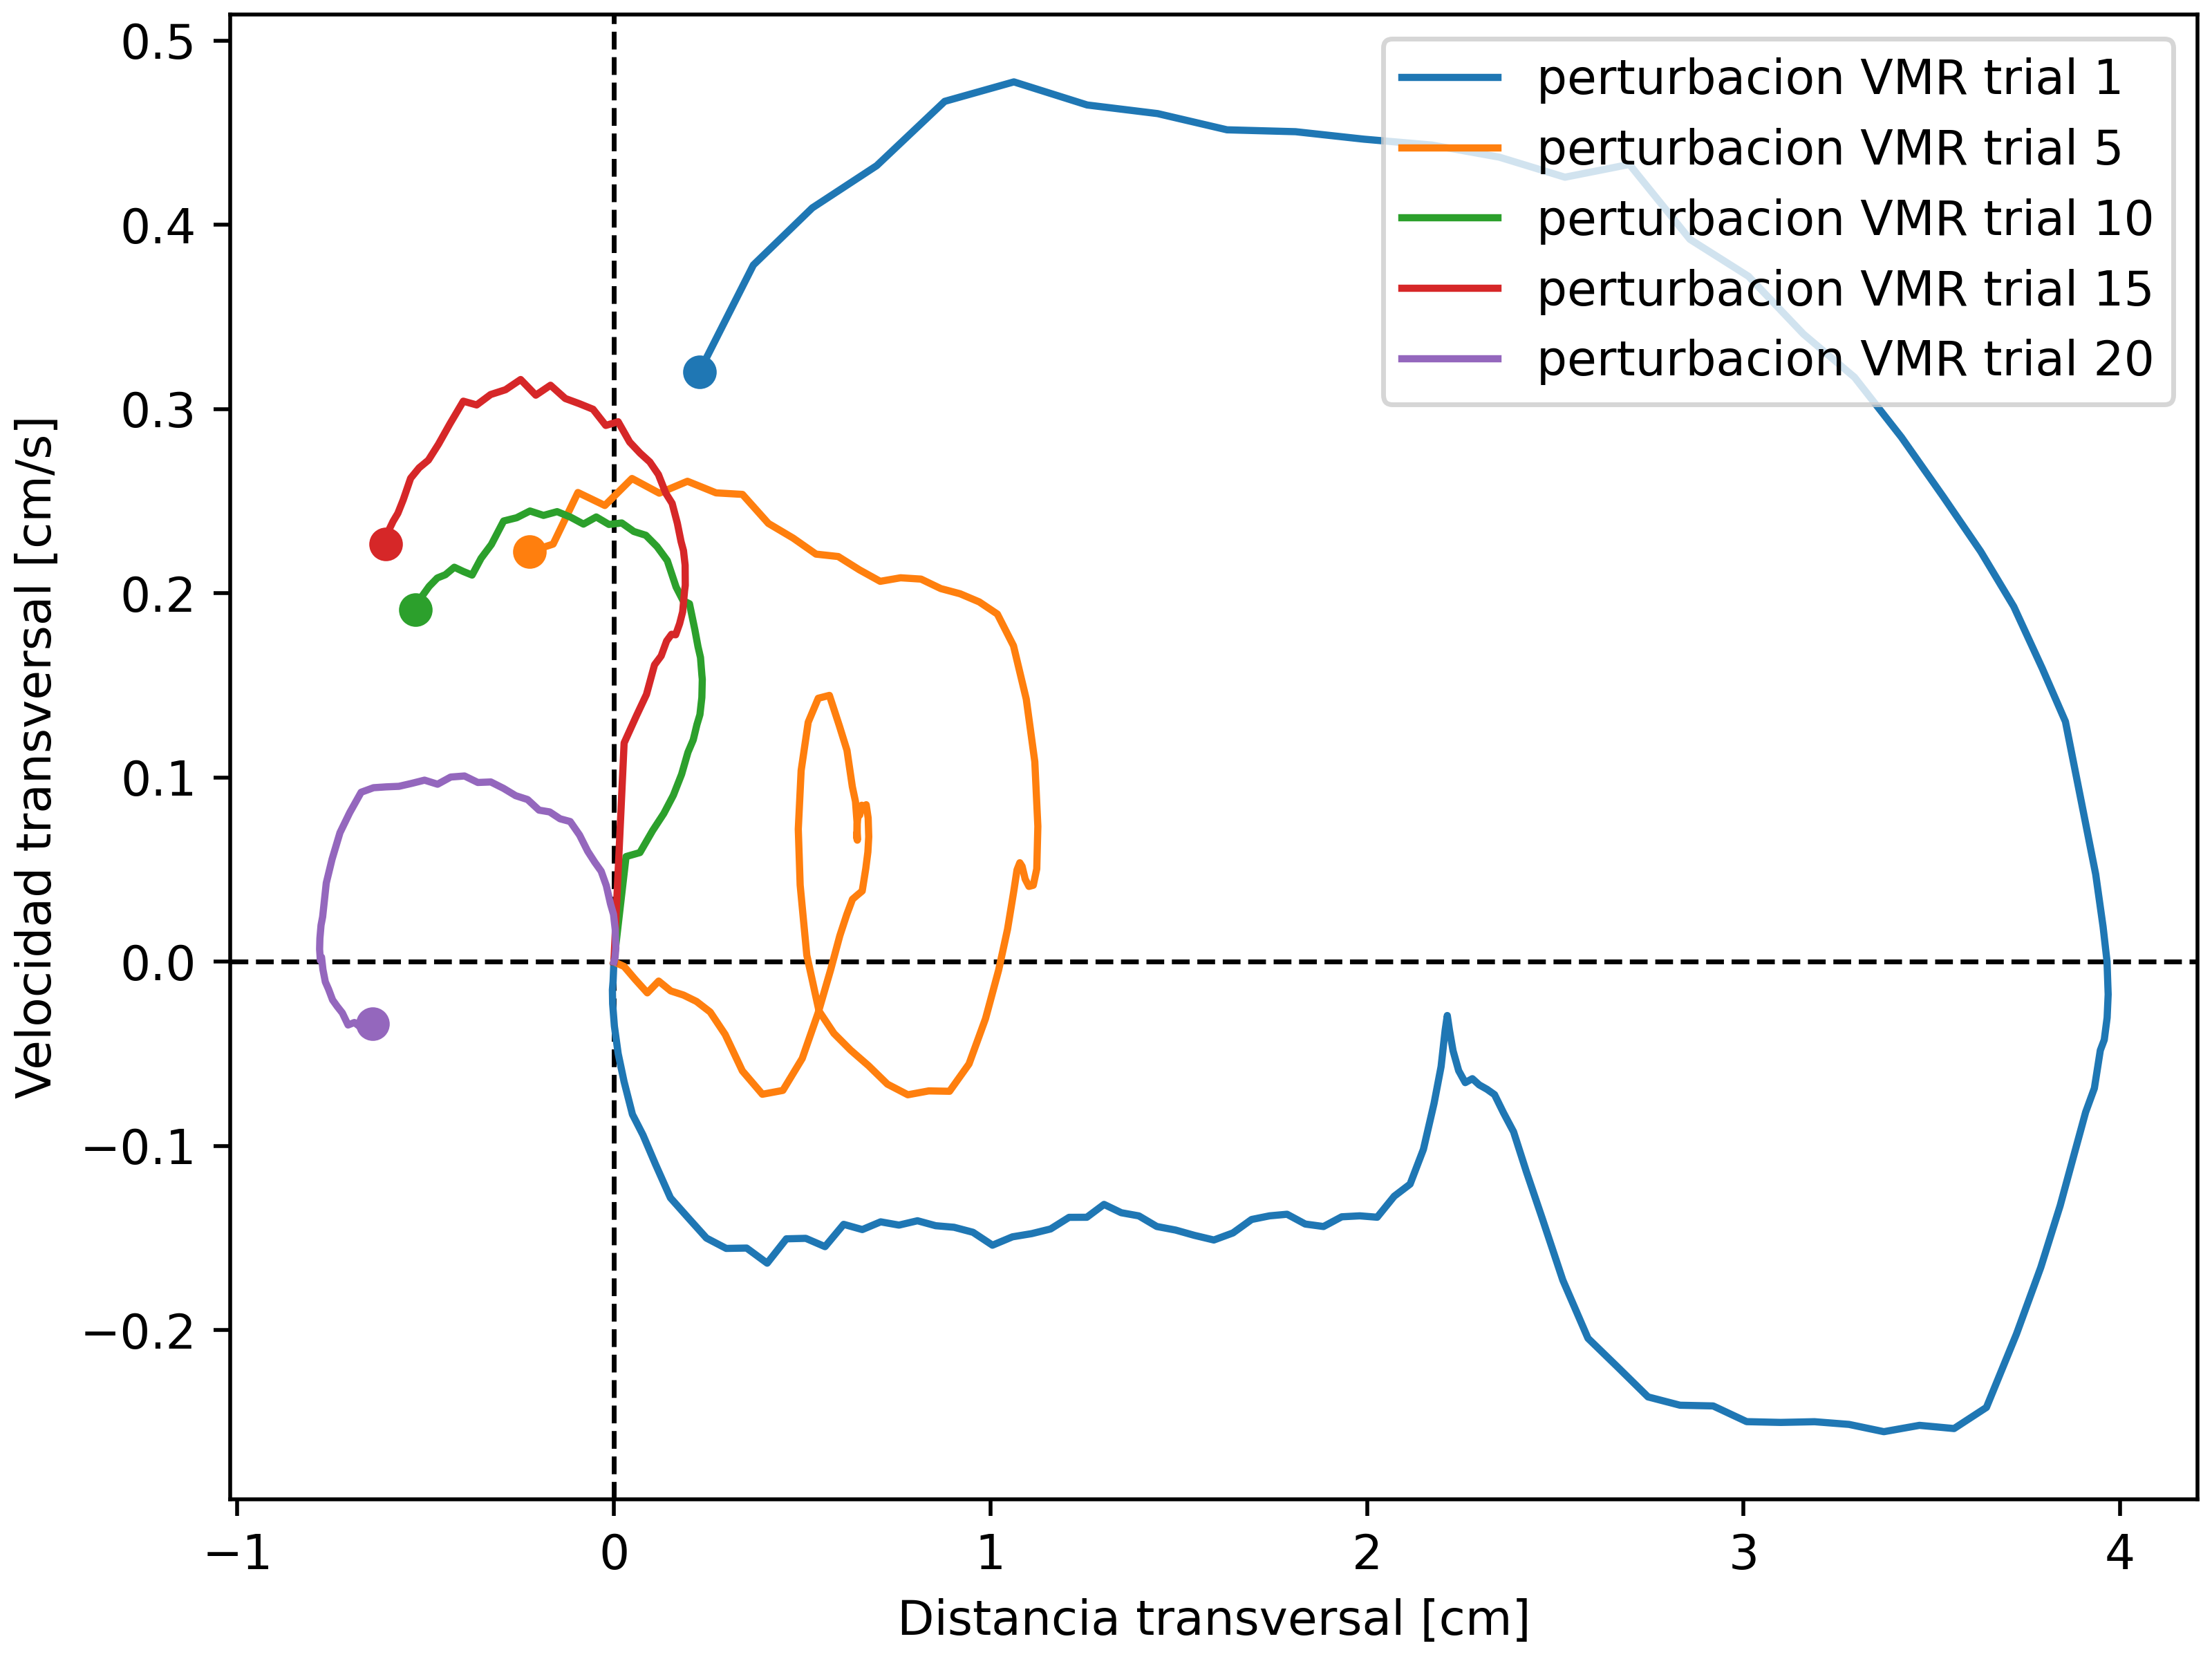 perturbacion VMR trial 1
perturbacion VMR trial 5
perturbacion VMR trial 10
perturbacion VMR trial 15
perturbacion VMR trial 20
Velocidad transversal [cm/s]
0.5
0.4
0.3
0.2
0.1
0.0
−0.1
−0.2
−1 0 1 2 3 4
Distancia transversal [cm]